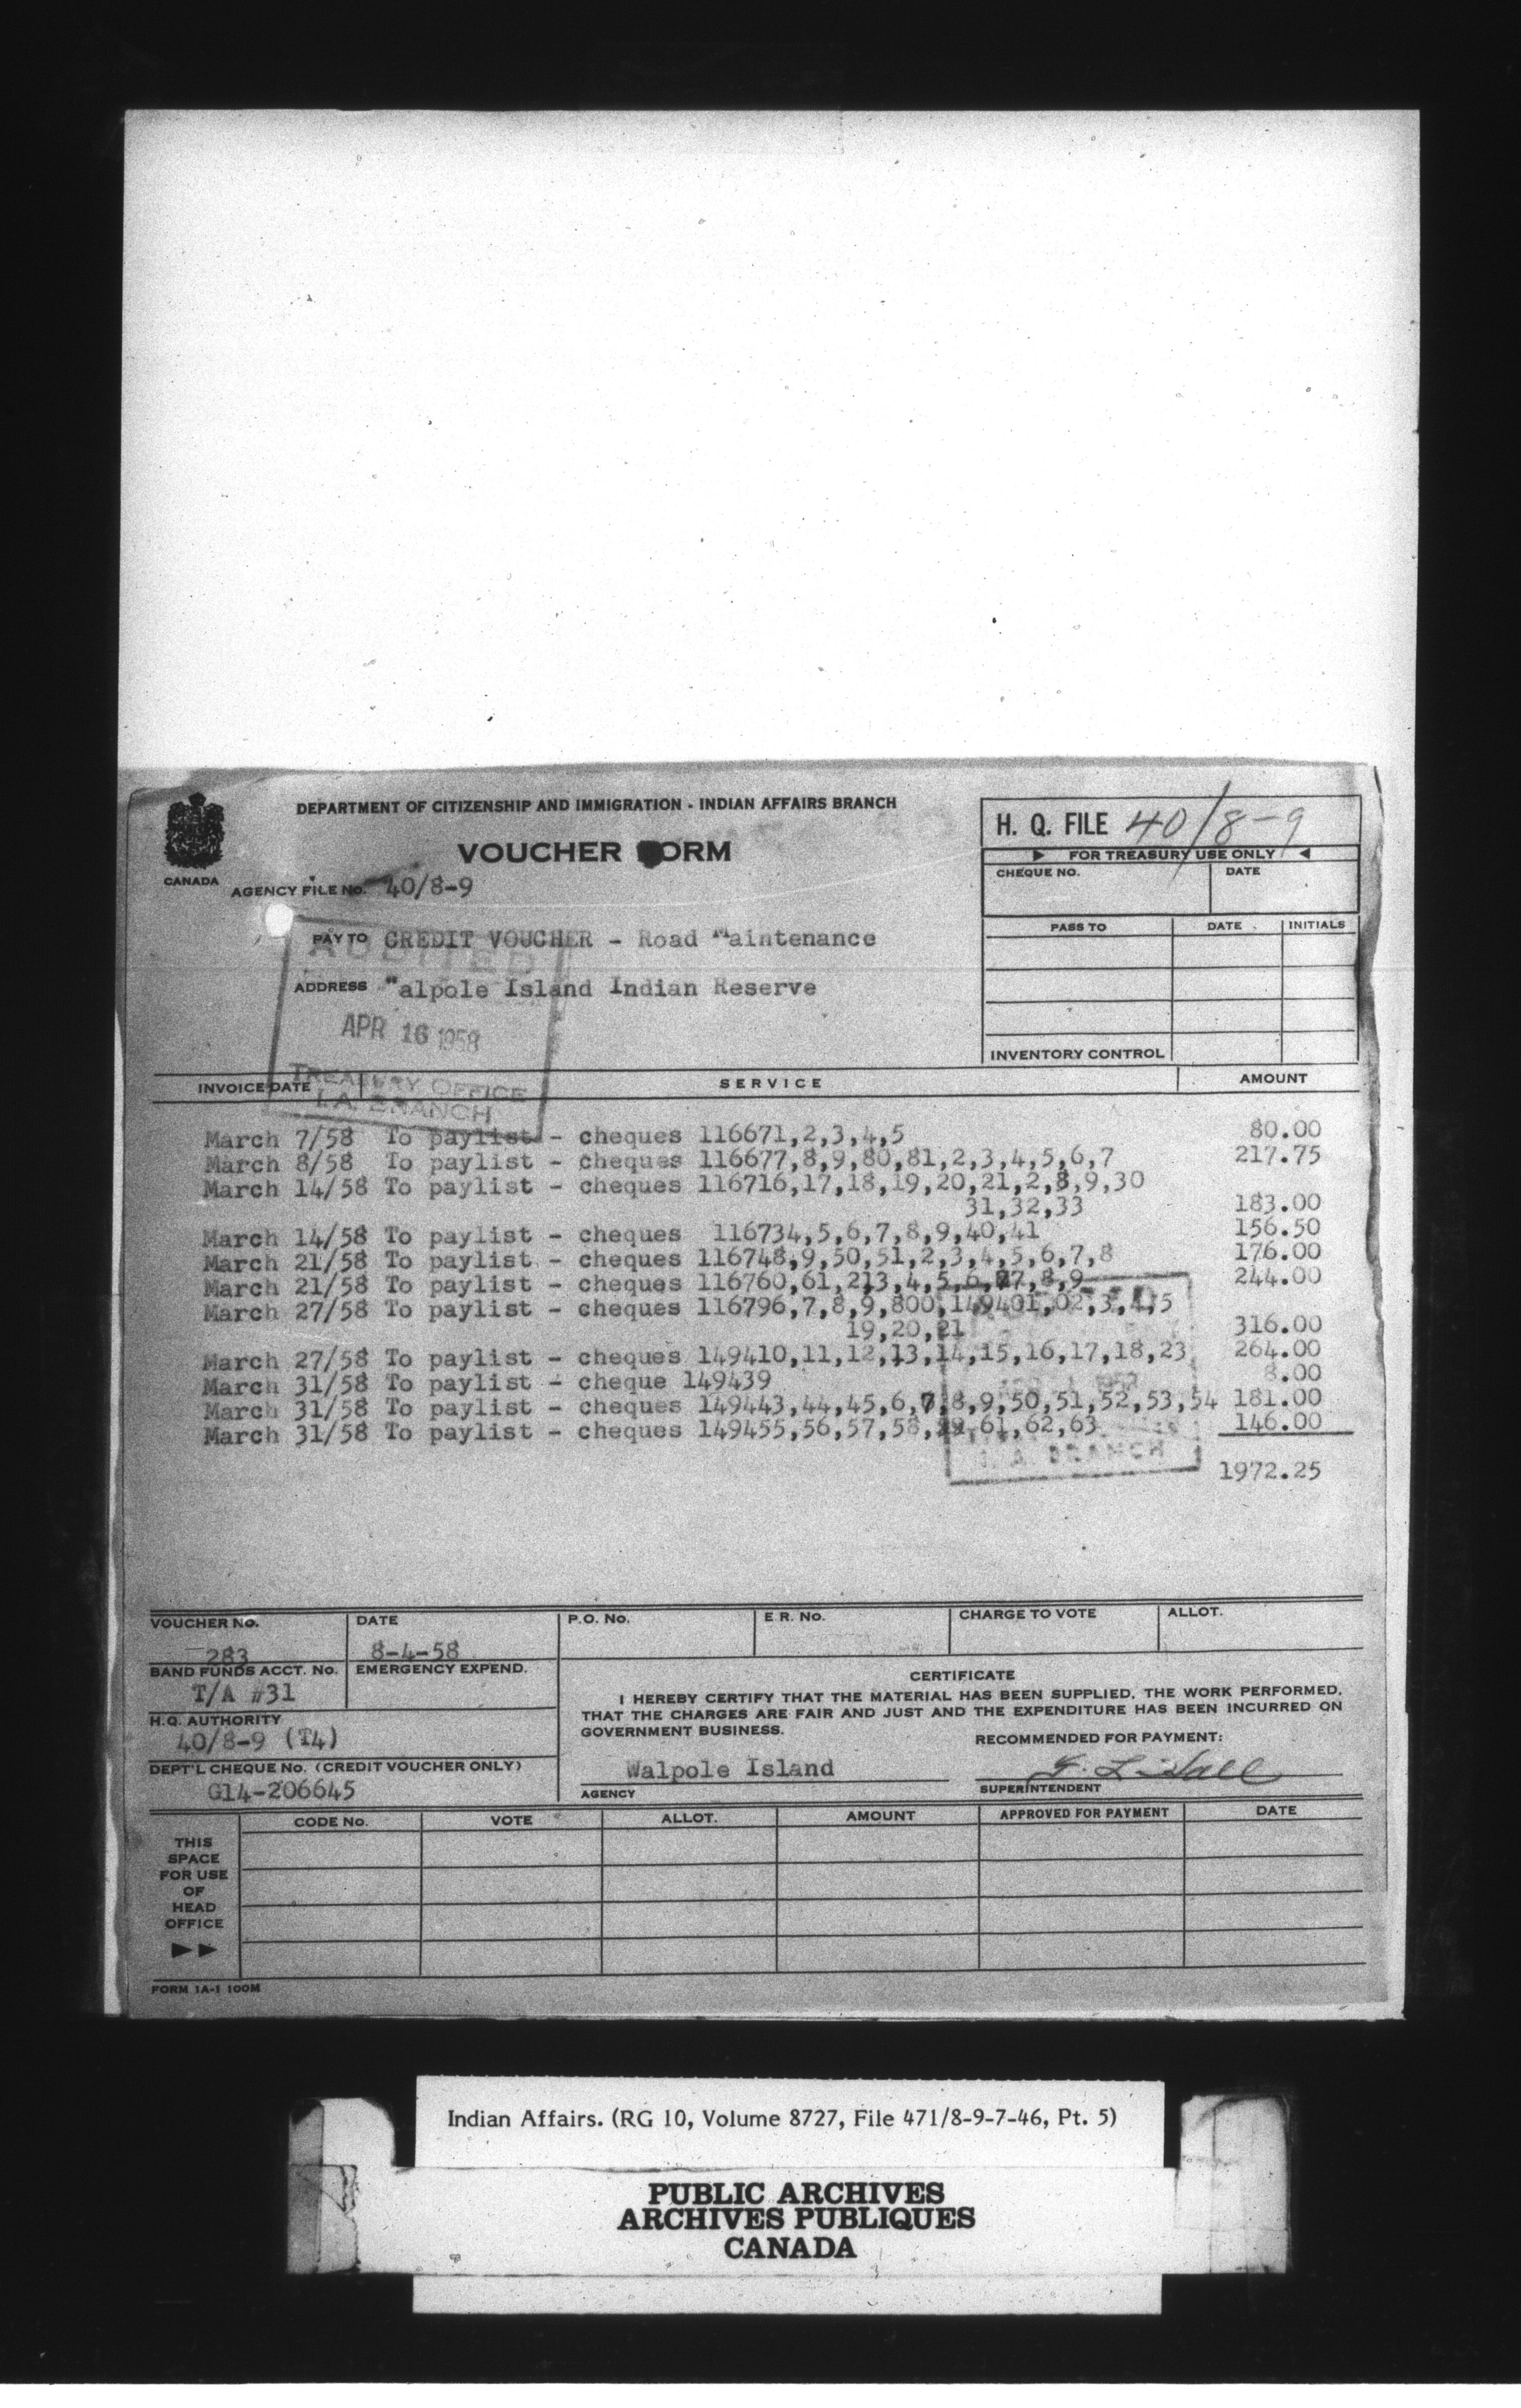 DEPARTMENT OF CITIZENSHIP AND IMMIGRATION - INDIAN AFFAIRS BRANCH
VOUCHER FORM
CANADA
AGENCY FILE No. 40/8-9
H. Q. FILE 40/8-9
FOR TREASURY USE ONLY
CHEQUE NO. DATE
PASS TO DATE INITIALS
INVENTORY CONTROL
PAY TO CREDIT VOUCHER - Road Maintenance
AUDITED
ADDRESS Walpole Island Indian Reserve
APR 16 1958
TREASURY OFFICE
I.A. BRANCH
INVOICE DATE SERVICE AMOUNT
March 7/58 To paylist - cheques 116671,2,3,4,5 80.00
March 8/58 To paylist - cheques 116677,8,9,80,81,2,3,4,5,6,7 217.75
March 14/58 To paylist - cheques 116716,17,18,19,20,21,2,8,9,30
31,32,33 183.00
March 14/58 To paylist - cheques 116734,5,6,7,8,9,40,41 156.50
March 21/58 To paylist - cheques 116748,9,50,51,2,3,4,5,6,7,8 176.00
March 21/58 To paylist - cheques 116760,61,2,3,4,5,6,7,8,9 244.00
March 27/58 To paylist - cheques 116796,7,8,9,800,149401,02,3,4,5
19,20,21 316.00
March 27/58 To paylist - cheques 149410,11,12,13,14,15,16,17,18,23 264.00
March 31/58 To paylist - cheque 149439 8.00
March 31/58 To paylist - cheques 149443,44,45,6,7,8,9,50,51,52,53,54 181.00
March 31/58 To paylist - cheques 149455,56,57,58,59,61,62,63 146.00
I. A. BRANCH
1972.25
VOUCHER No. DATE P.O. No. E.R. No. CHARGE TO VOTE ALLOT.
283 8-4-58
BAND FUNDS ACCT. No. EMERGENCY EXPEND.
T/A #31
H.Q. AUTHORITY
40/8-9 (T4)
DEPT'L CHEQUE No. (CREDIT VOUCHER ONLY)
G14-206645
CERTIFICATE
I HEREBY CERTIFY THAT THE MATERIAL HAS BEEN SUPPLIED, THE WORK PERFORMED,
THAT THE CHARGES ARE FAIR AND JUST AND THE EXPENDITURE HAS BEEN INCURRED ON
GOVERNMENT BUSINESS.
RECOMMENDED FOR PAYMENT:
Walpole Island
AGENCY SUPERINTENDENT
CODE No. VOTE ALLOT. AMOUNT APPROVED FOR PAYMENT DATE
THIS
SPACE
FOR USE
OF
HEAD
OFFICE
FORM 1A-1 100M
Indian Affairs. (RG 10, Volume 8727, File 471/8-9-7-46, Pt. 5)
PUBLIC ARCHIVES
ARCHIVES PUBLIQUES
CANADA